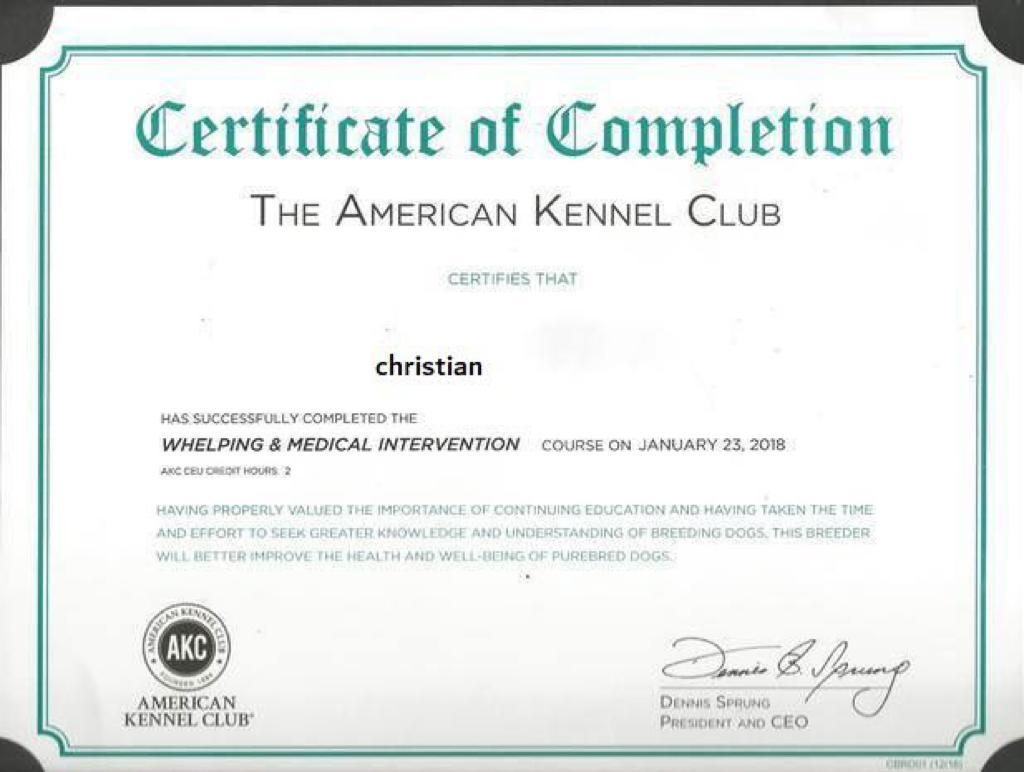 Certificate of Completion
THE AMERICAN KENNEL CLUB
CERTIFIES THAT
christian
HAS SUCCESSFULLY COMPLETED THE
WHELPING & MEDICAL INTERVENTION COURSE ON JANUARY 23, 2018
AKC CEU CREDIT HOURS: 2
HAVING PROPERLY VALUED THE IMPORTANCE OF CONTINUING EDUCATION AND HAVING TAKEN THE TIME
AND EFFORT TO SEEK GREATER KNOWLEDGE AND UNDERSTANDING OF BREEDING DOGS, THIS BREEDER
WILL BETTER IMPROVE THE HEALTH AND WELL-BEING OF PUREBRED DOGS.
AMERICAN KENNEL CLUB
AKC
FOUNDED 1884
AMERICAN
KENNEL CLUB®
Dennis B. Sprung
DENNIS SPRUNG
PRESIDENT AND CEO